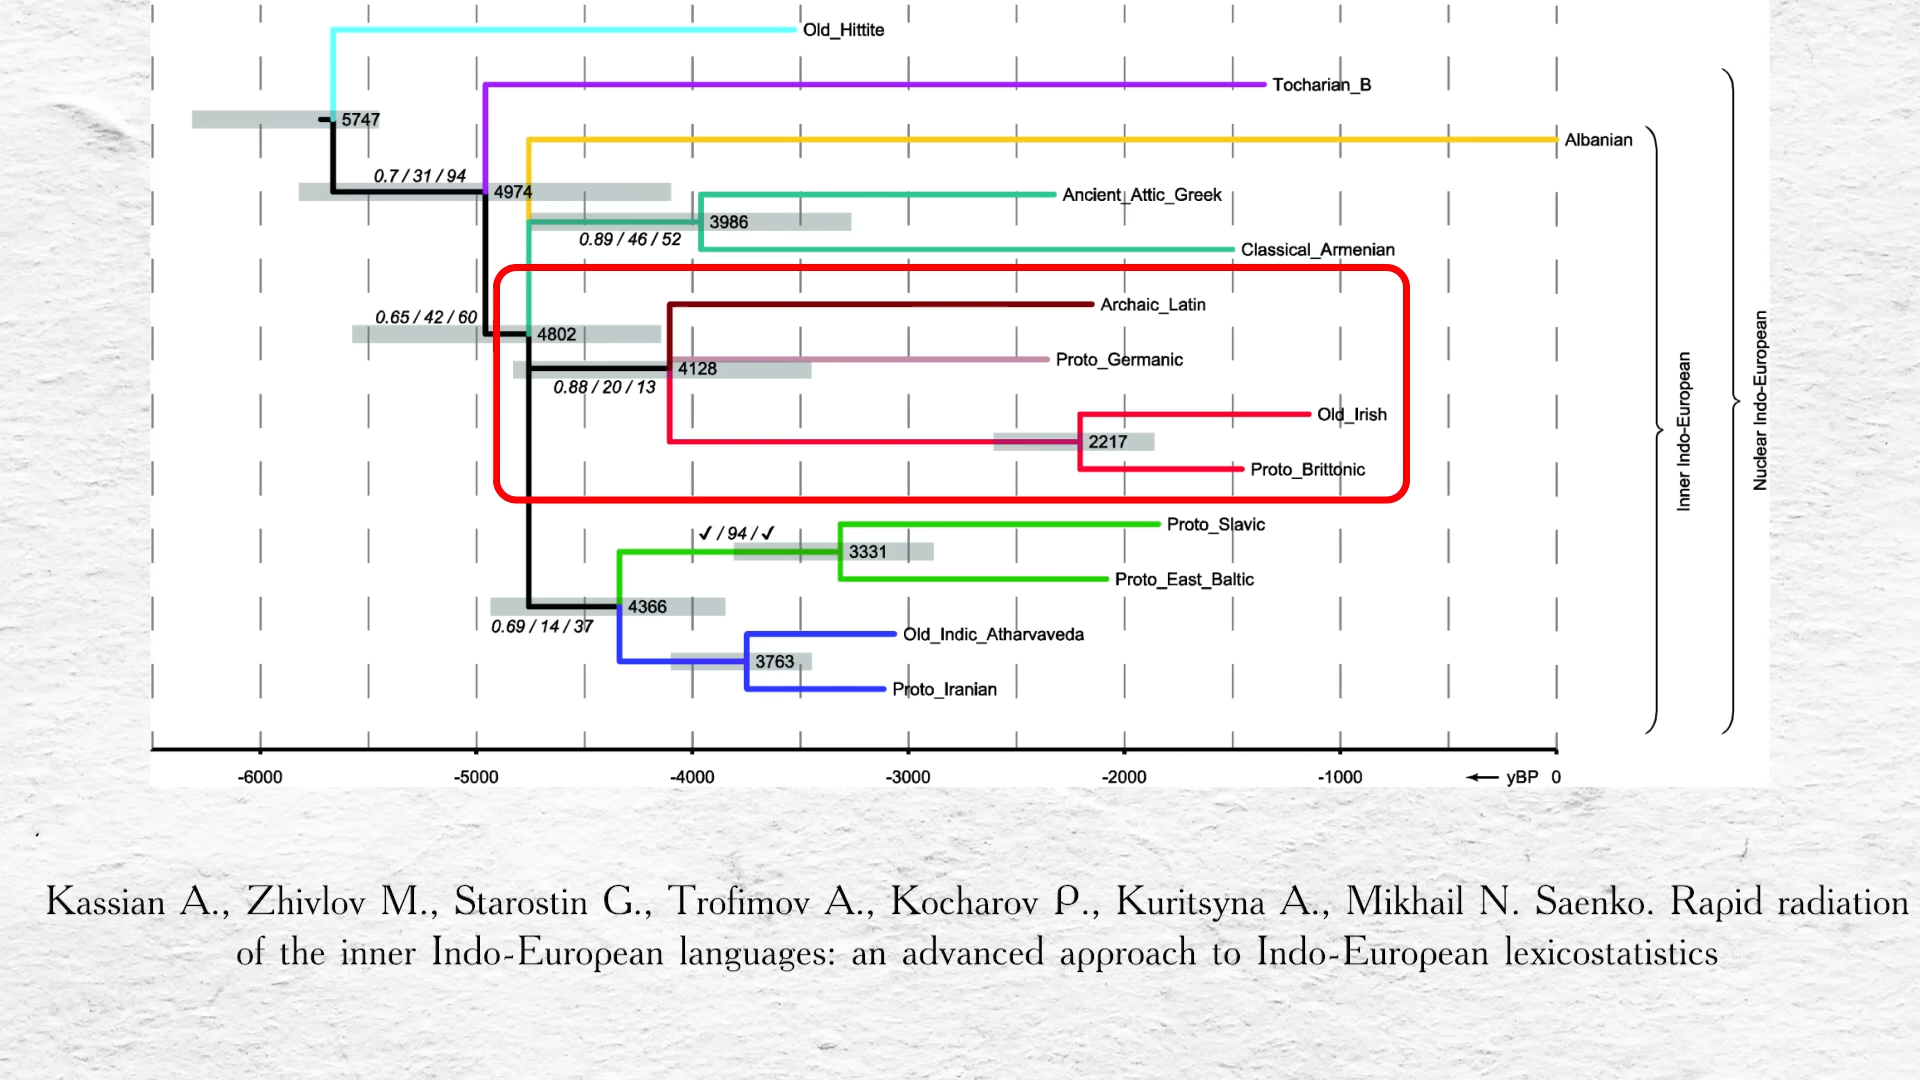 Old_Hittite
Tocharian_B
5747
Albanian
0.7 / 31 / 94
4974
Ancient_Attic_Greek
3986
0.89 / 46 / 52
Classical_Armenian
Archaic_Latin
0.65 / 42 / 60
4802
Proto_Germanic
4128
0.88 / 20 / 13
Old_Irish
2217
Proto_Brittonic
Inner Indo-European
Nuclear Indo-European
Proto_Slavic
✓ / 94 / ✓
3331
Proto_East_Baltic
4366
0.69 / 14 / 37
Old_Indic_Atharvaveda
3763
Proto_Iranian
-6000 -5000 -4000 -3000 -2000 -1000 ← yBP 0
Kassian A., Zhivlov M., Starostin G., Trofimov A., Kocharov P., Kuritsyna A., Mikhail N. Saenko. Rapid radiation
of the inner Indo-European languages: an advanced approach to Indo-European lexicostatistics